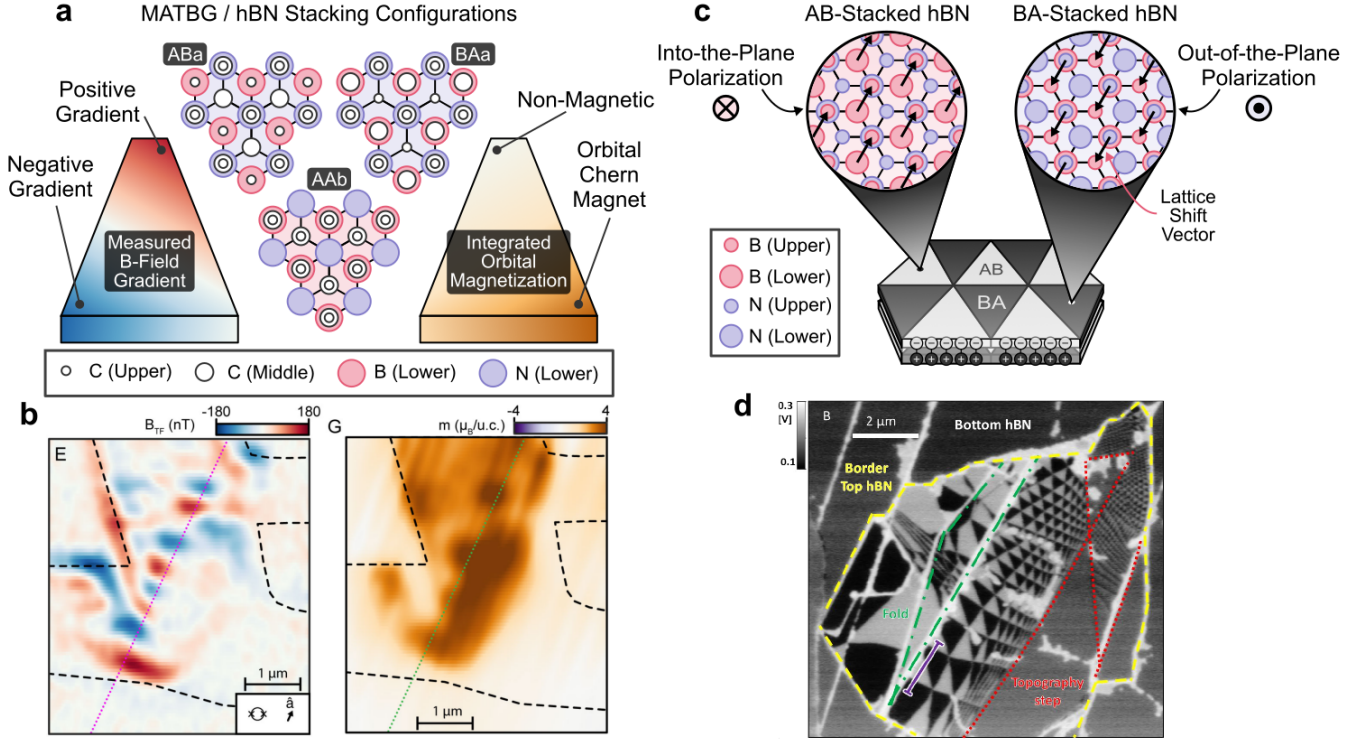 a
MATBG / hBN Stacking Configurations
ABa
BAa
AAb
Positive
Gradient
Negative
Gradient
Measured
B-Field
Gradient
Non-Magnetic
Orbital
Chern
Magnet
Integrated
Orbital
Magnetization
C (Upper)
C (Middle)
B (Lower)
N (Lower)
b
E
B_TF (nT)
-180
180
1 μm
â
G
m (μ_B/u.c.)
-4
4
1 μm
c
AB-Stacked hBN
BA-Stacked hBN
Into-the-Plane
Polarization
Out-of-the-Plane
Polarization
Lattice
Shift
Vector
B (Upper)
B (Lower)
N (Upper)
N (Lower)
AB
BA
d
0.3
[V]
0.1
B
2 μm
Bottom hBN
Border
Top hBN
Fold
Topography
step